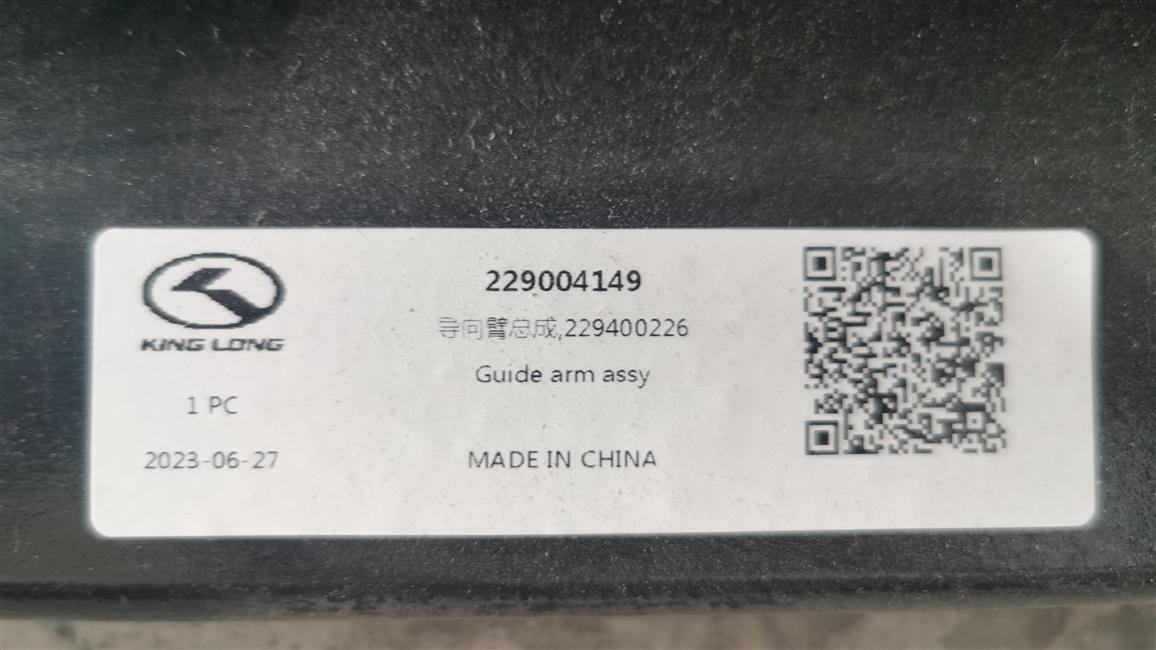 KING LONG
1 PC
2023-06-27
229004149
导向臂总成,229400226
Guide arm assy
MADE IN CHINA